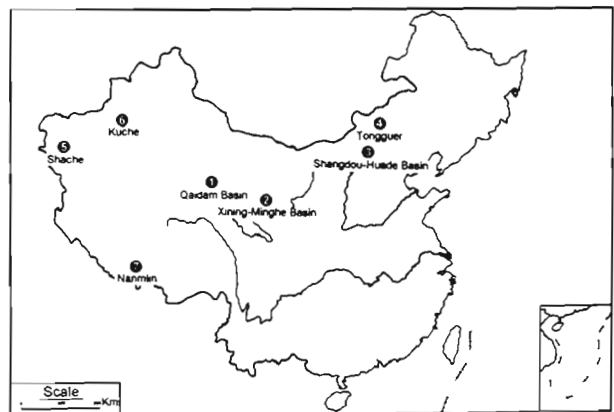 4
Tongguer
6
Kuche
3
Shangdou-Huade Basin
5
Shache
1
Qaidam Basin
2
Xining-Minghe Basin
7
Nanmlin
Scale
Km